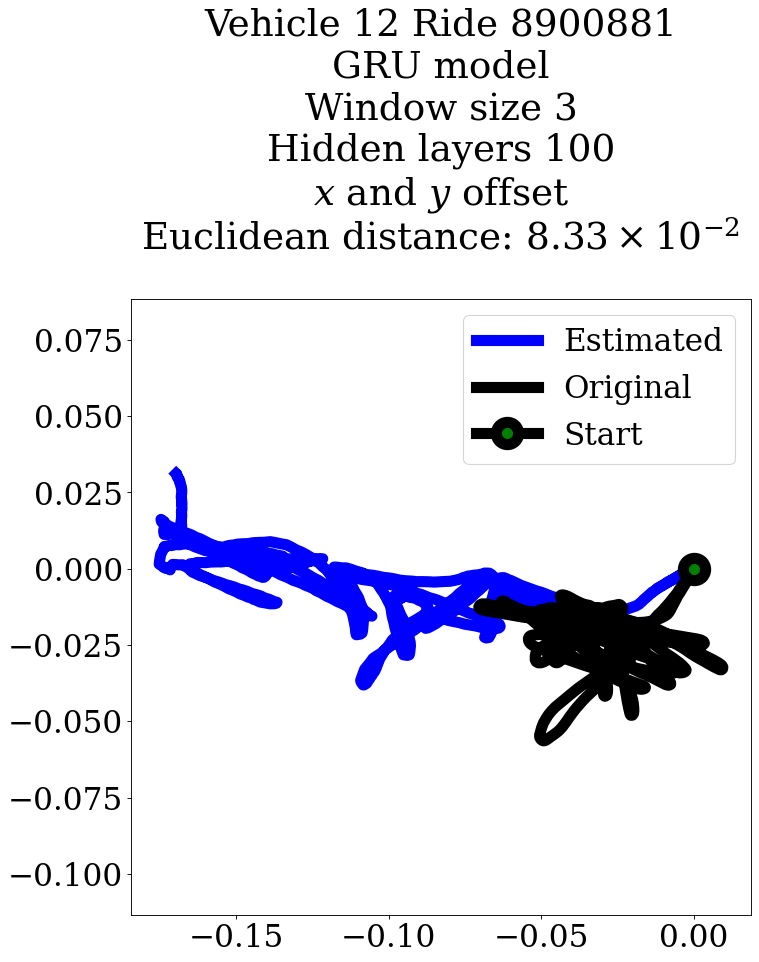 Vehicle 12 Ride 8900881
GRU model
Window size 3
Hidden layers 100
x and y offset
Euclidean distance: 8.33 × 10⁻²
Estimated
Original
Start
0.075
0.050
0.025
0.000
−0.025
−0.050
−0.075
−0.100
−0.15 −0.10 −0.05 0.00